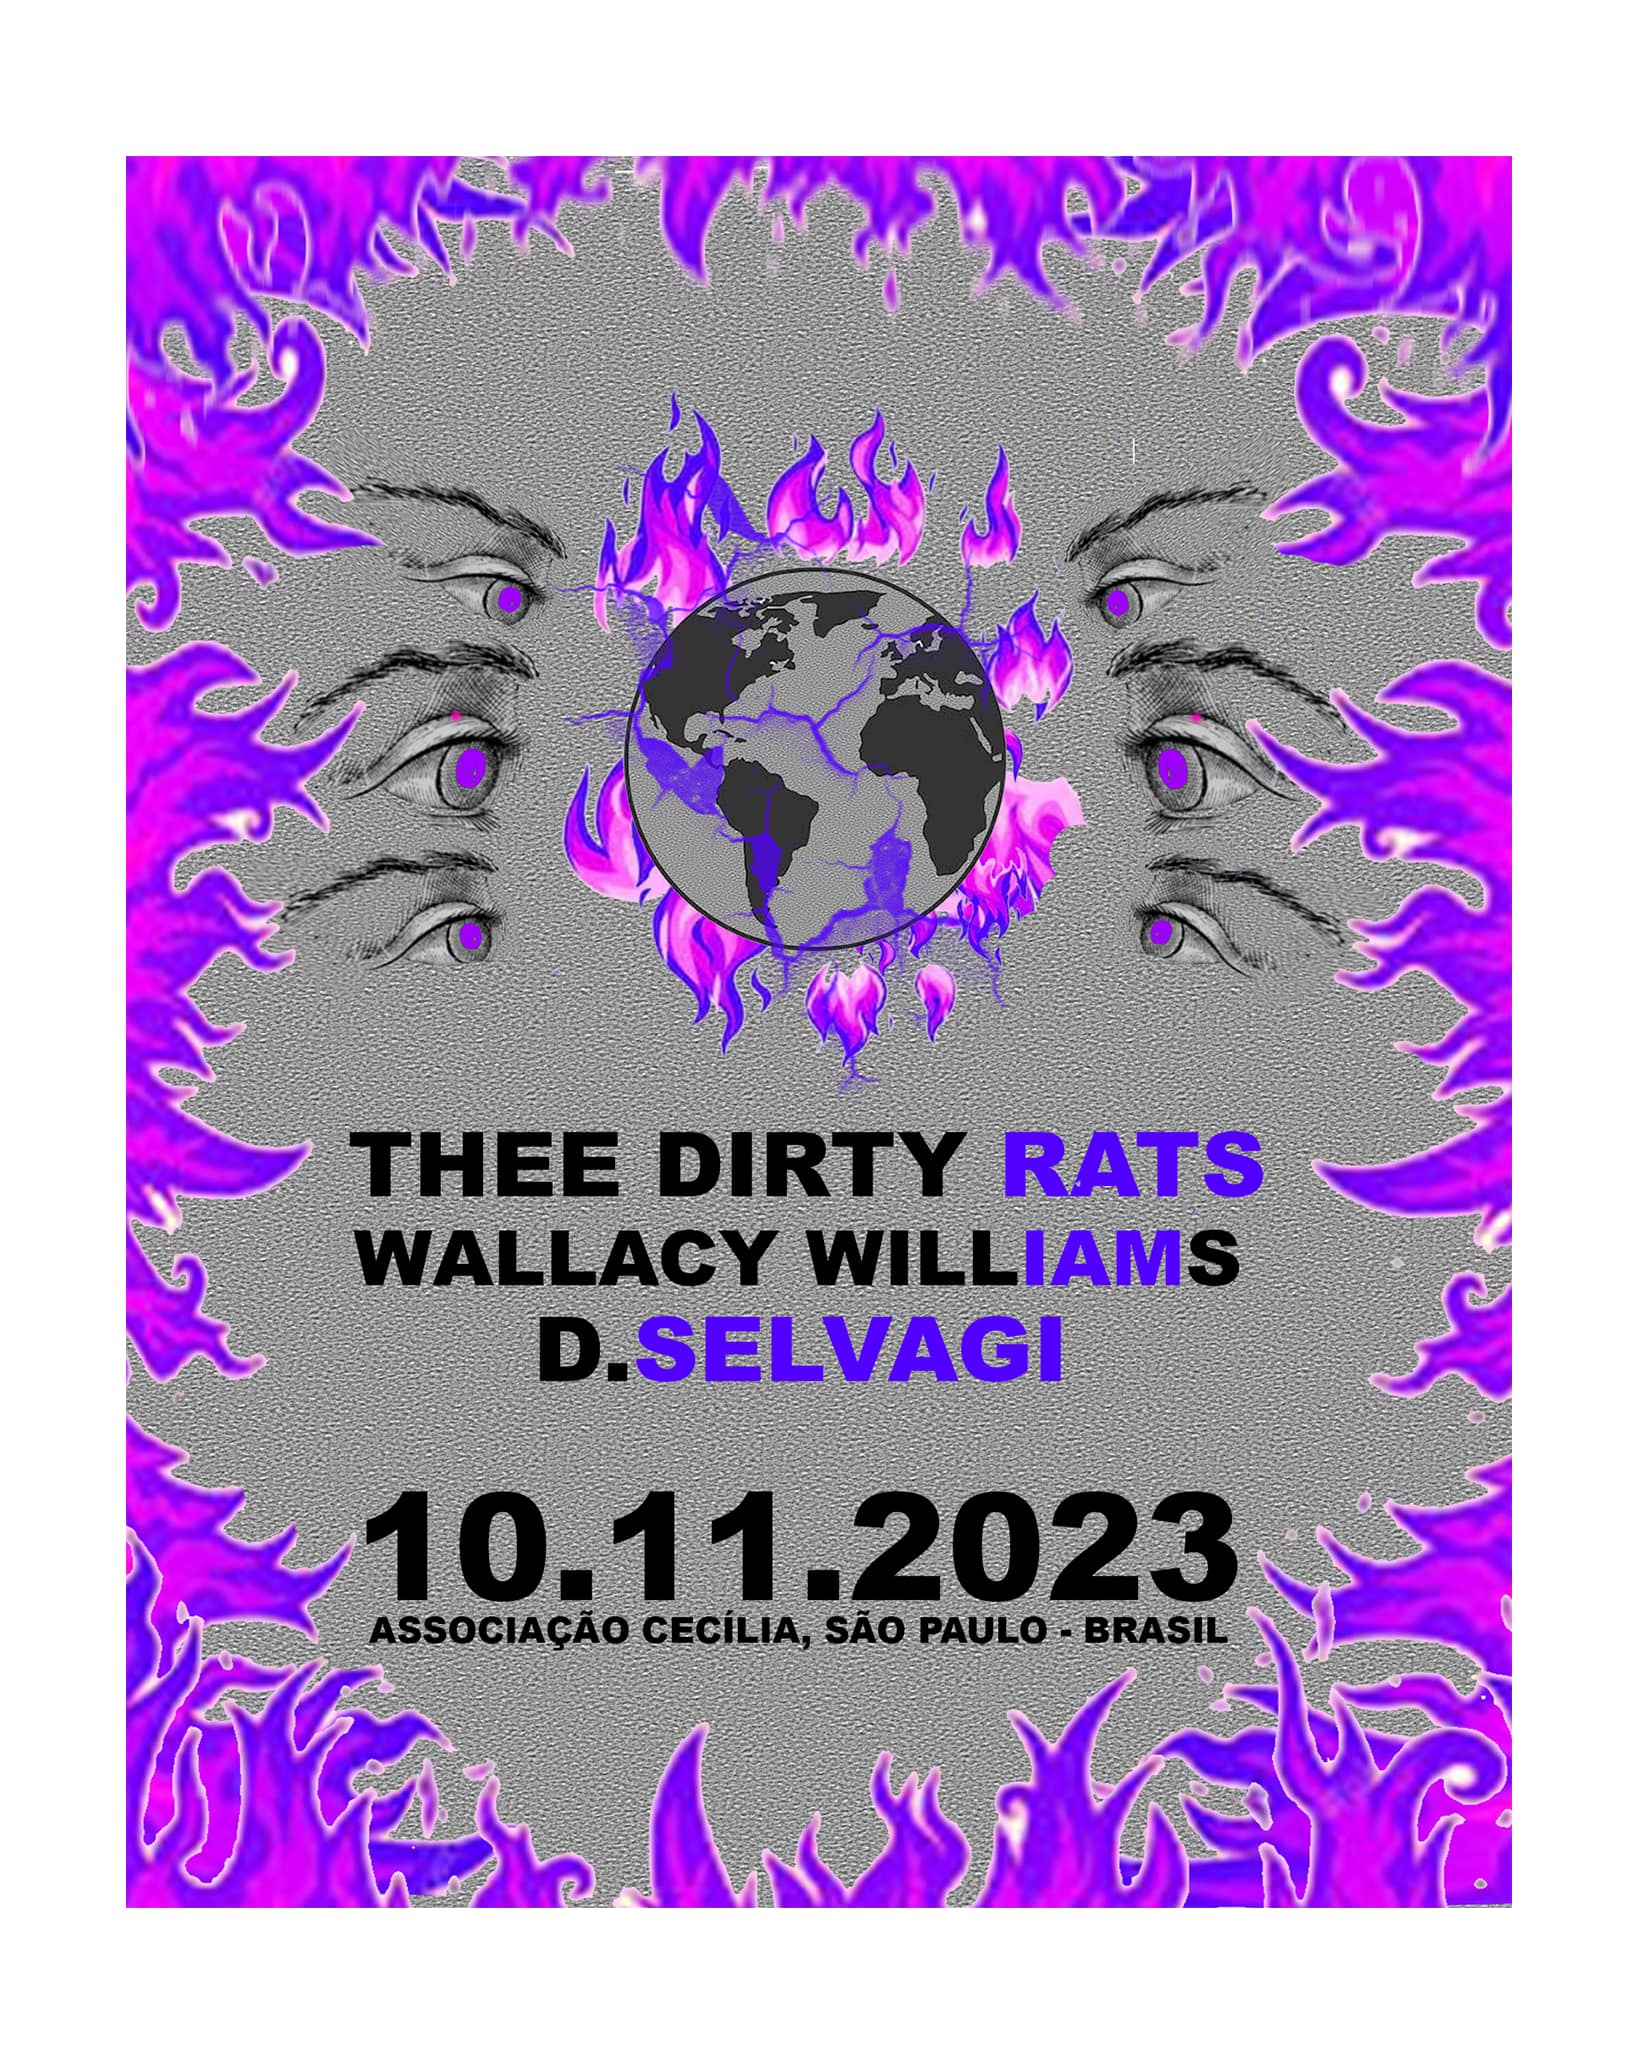 THEE DIRTY RATS
WALLACY WILLIAMS
D.SELVAGI
10.11.2023
ASSOCIAÇÃO CECÍLIA, SÃO PAULO - BRASIL